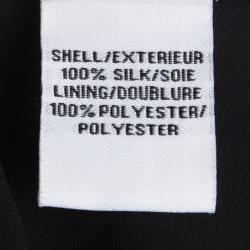 SHELL/EXTERIEUR
100% SILK/SOIE
LINING/DOUBLURE
100% POLYESTER/
POLYESTER